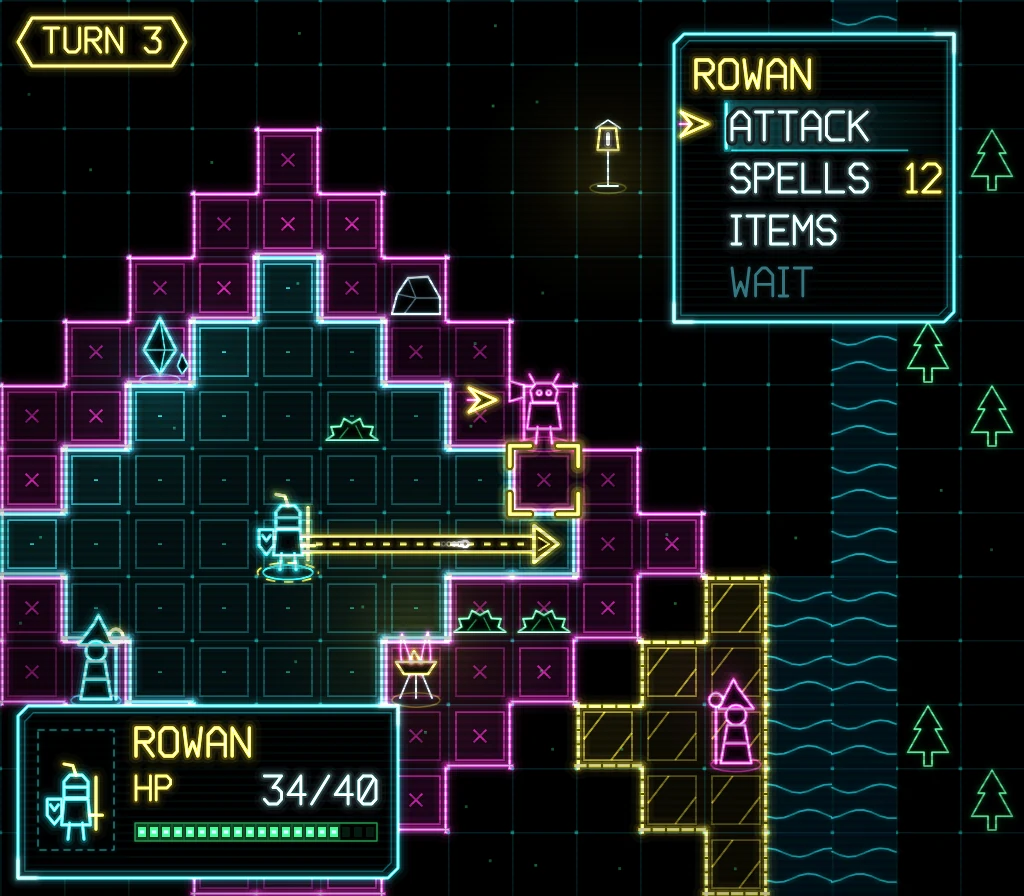 TURN 3
ROWAN
ATTACK
SPELLS 12
ITEMS
WAIT
ROWAN
HP 34/40